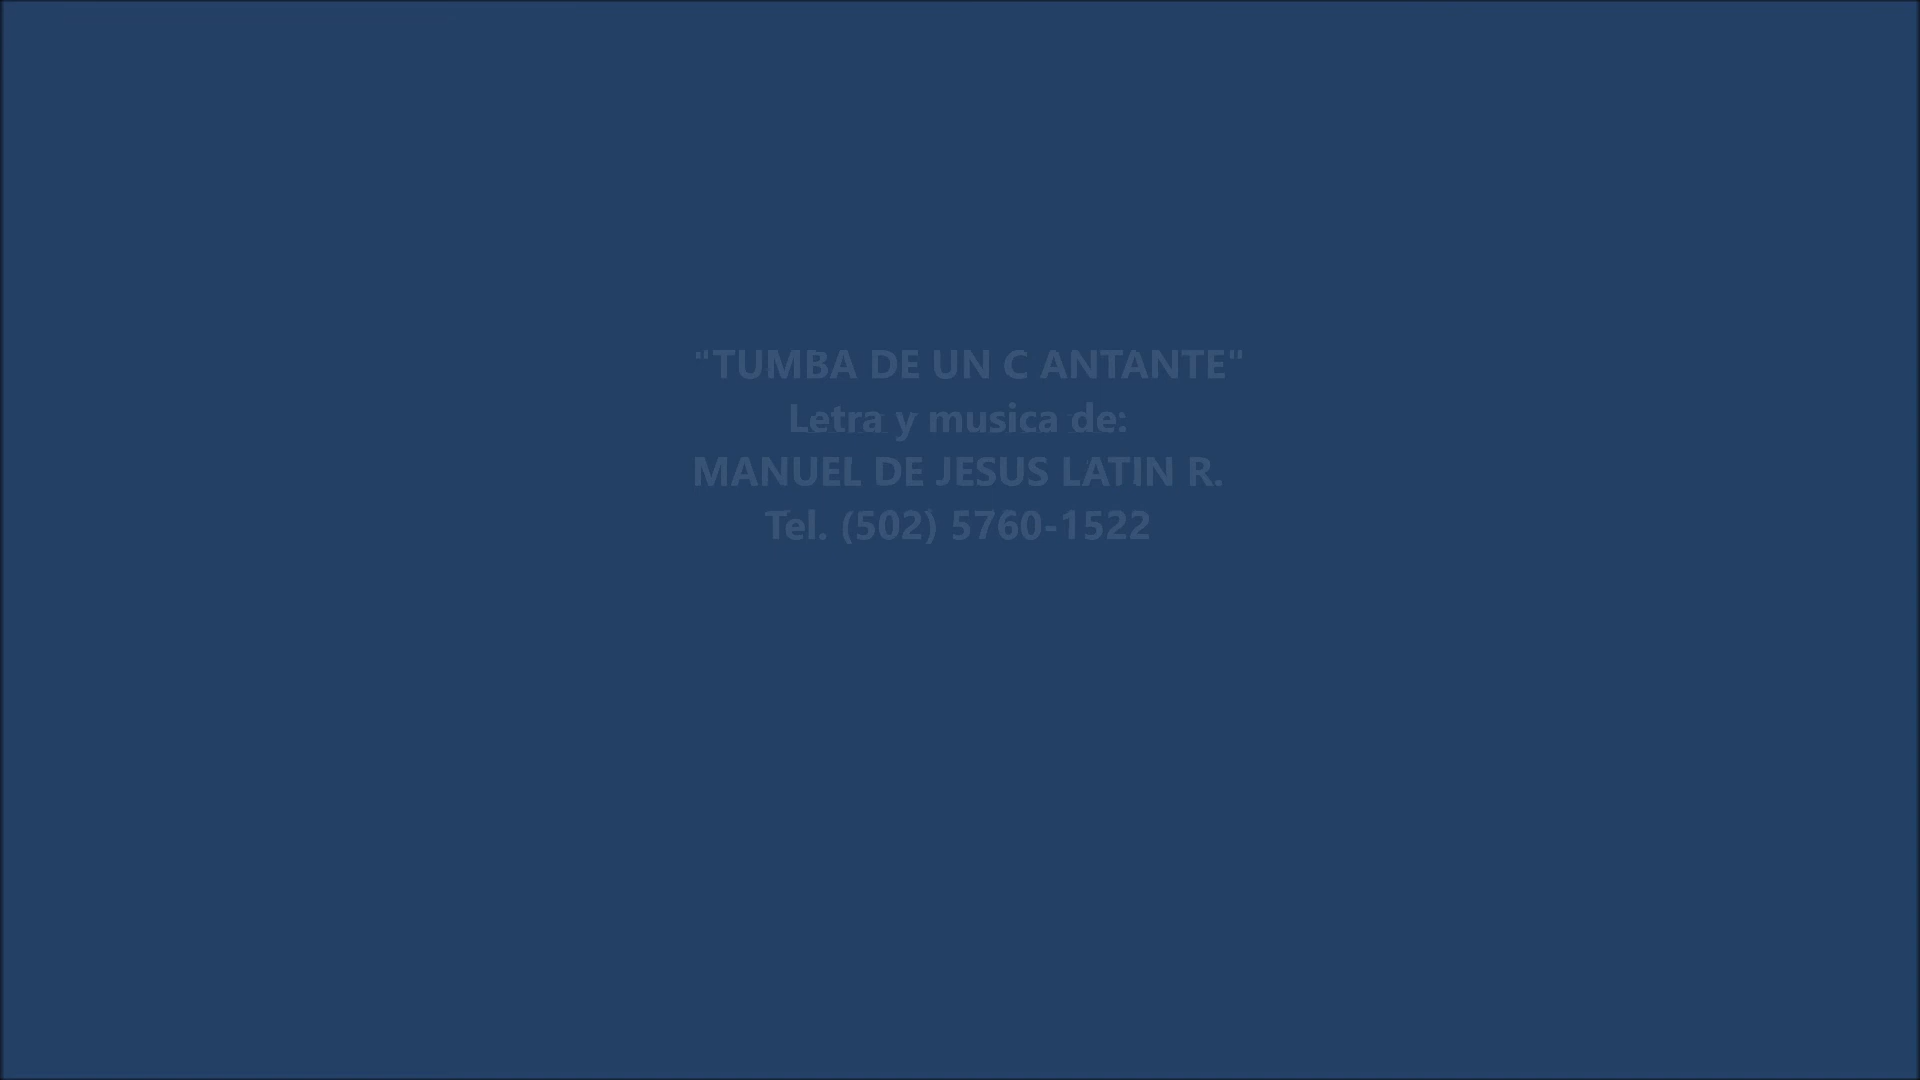 "TUMBA DE UN C ANTANTE"
Letra y musica de:
MANUEL DE JESUS LATIN R.
Tel. (502) 5760-1522